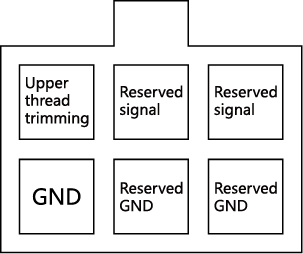 Upper
thread
trimming
Reserved
signal
Reserved
signal
GND
Reserved
GND
Reserved
GND